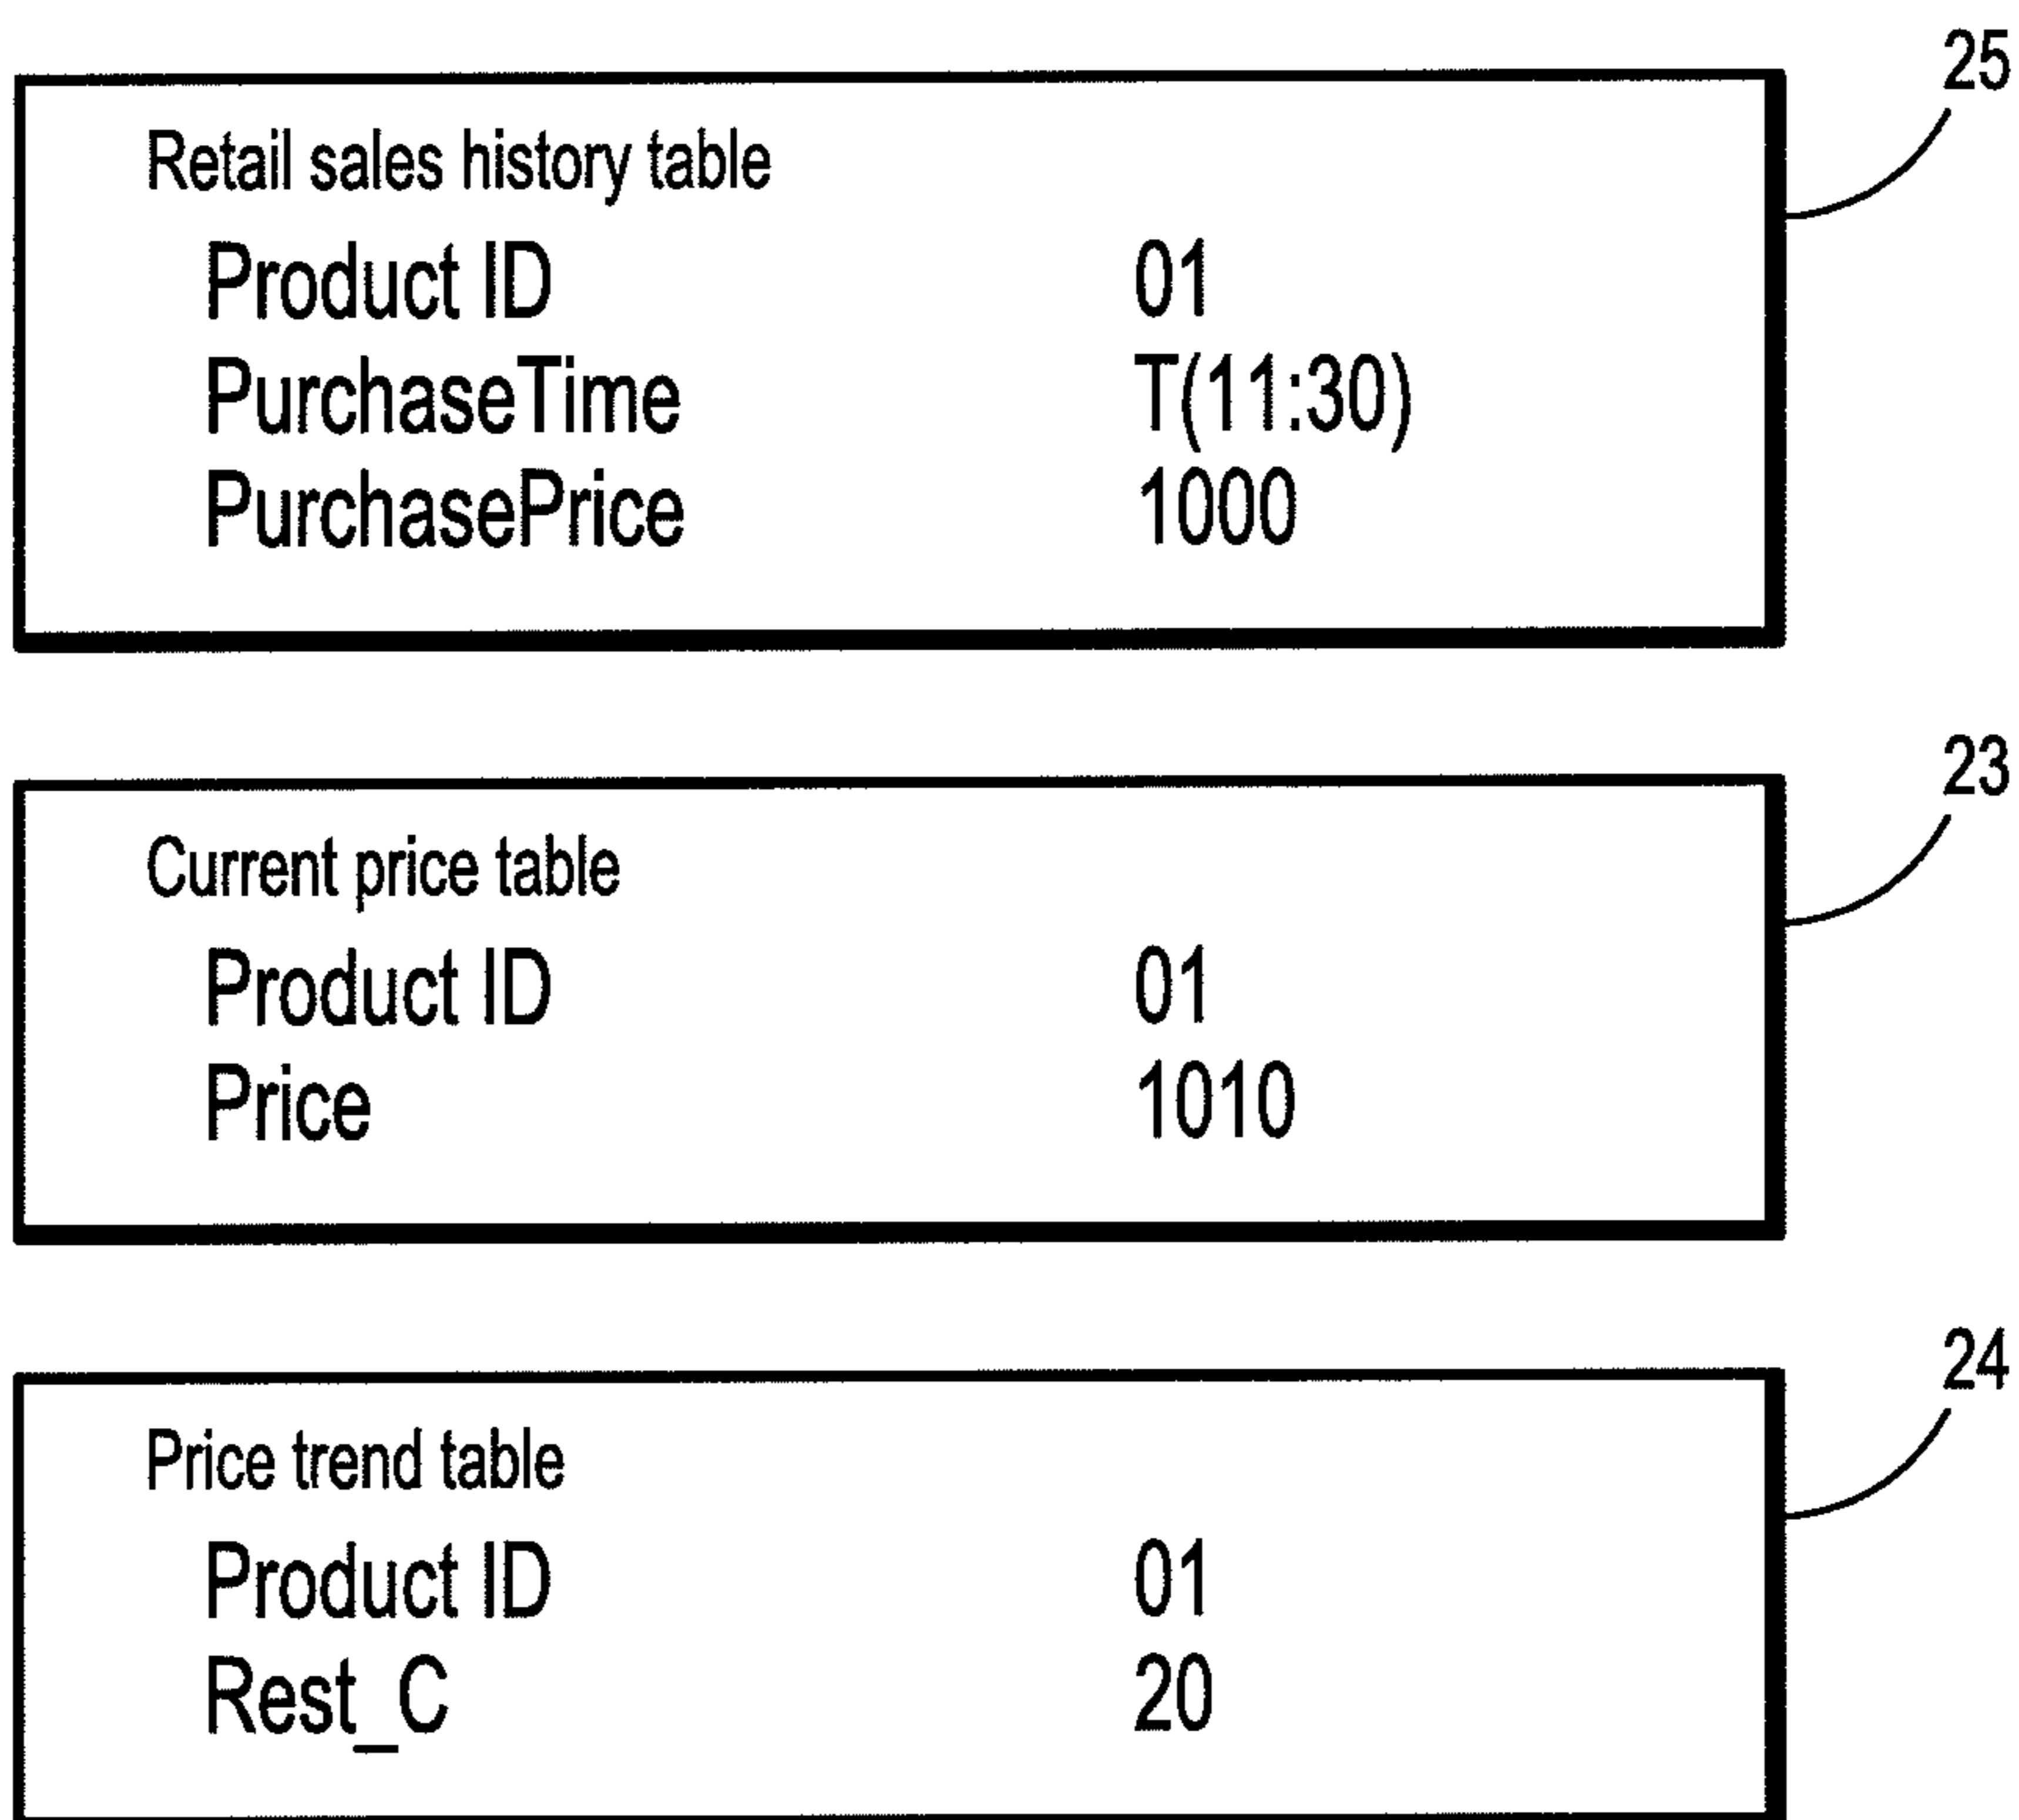 25
Retail sales history table
Product ID 01
PurchaseTime T(11:30)
PurchasePrice 1000
23
Current price table
Product ID 01
Price 1010
24
Price trend table
Product ID 01
Rest_C 20